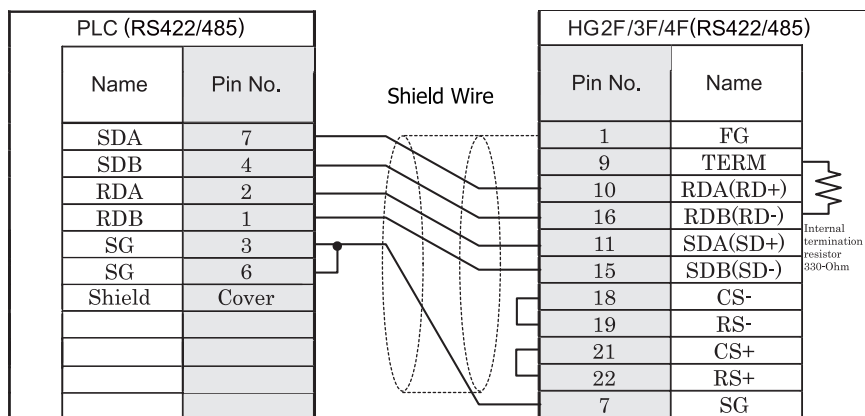 PLC (RS422/485)
Name Pin No.
SDA 7
SDB 4
RDA 2
RDB 1
SG 3
SG 6
Shield Cover
Shield Wire
HG2F/3F/4F(RS422/485)
Pin No. Name
1 FG
9 TERM
10 RDA(RD+)
16 RDB(RD-)
11 SDA(SD+)
15 SDB(SD-)
18 CS-
19 RS-
21 CS+
22 RS+
7 SG
Internal
termination
resistor
330-Ohm